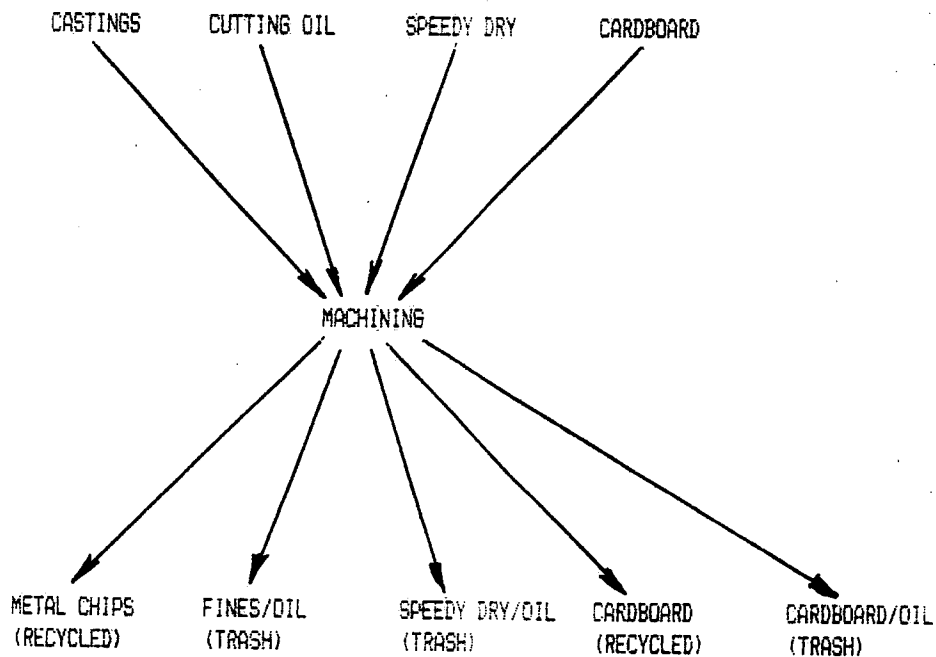 CASTINGS CUTTING OIL SPEEDY DRY CARDBOARD
MACHINING
METAL CHIPS FINES/OIL SPEEDY DRY/OIL CARDBOARD CARDBOARD/OIL
(RECYCLED) (TRASH) (TRASH) (RECYCLED) (TRASH)